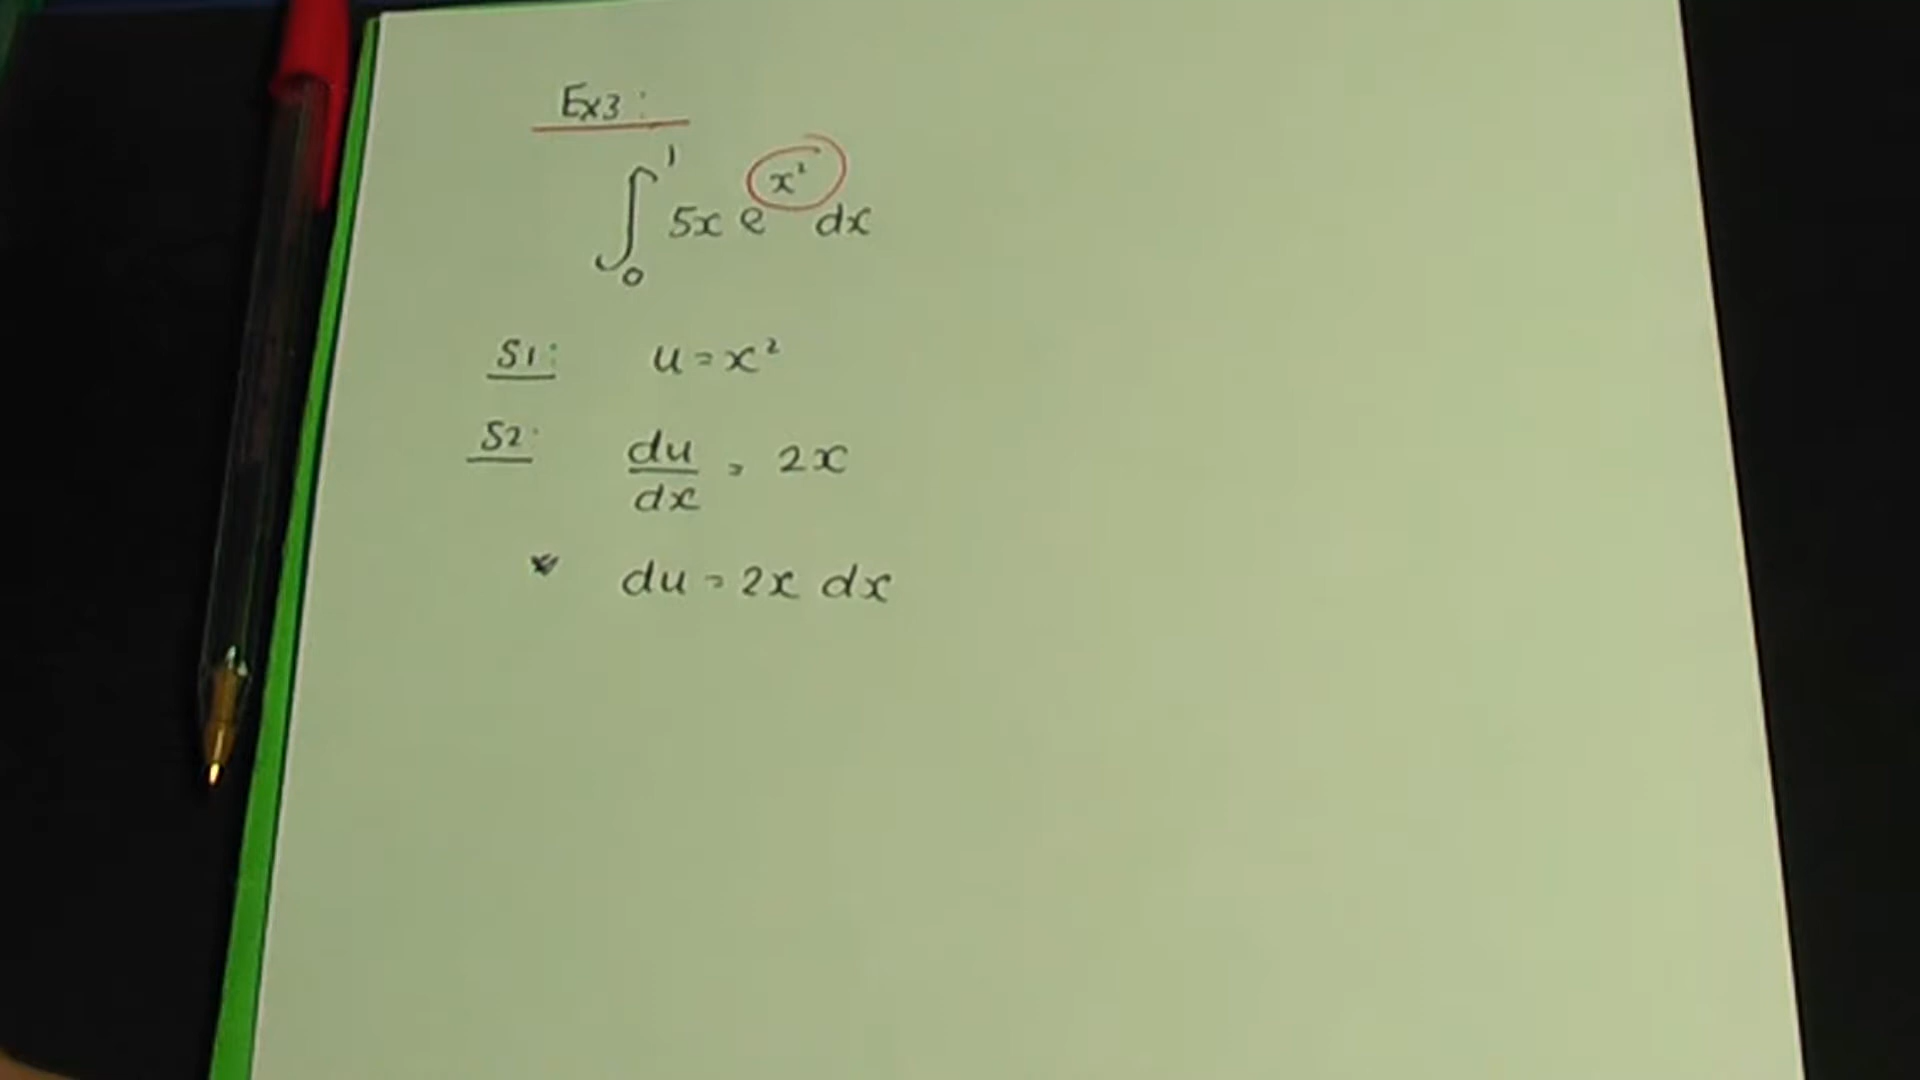 Ex3:
∫₀¹ 5x e^x² dx
S1: u = x²
S2: du/dx = 2x
* du = 2x dx